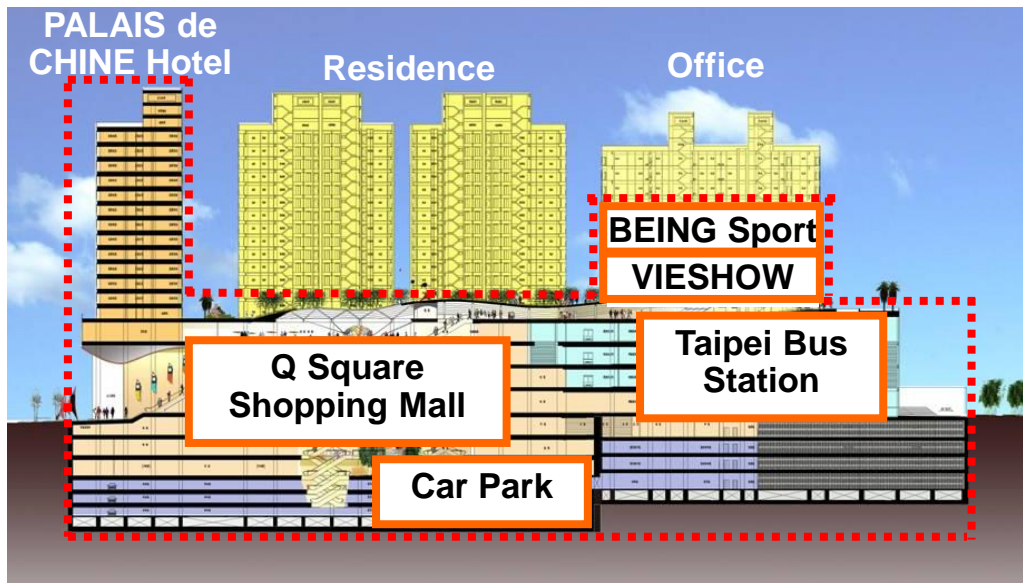 PALAIS de
CHINE Hotel
Residence
Office
BEING Sport
VIESHOW
Q Square
Shopping Mall
Taipei Bus
Station
Car Park